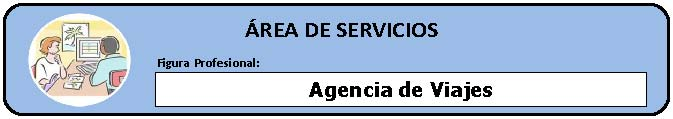 ÁREA DE SERVICIOS
Figura Profesional:
Agencia de Viajes